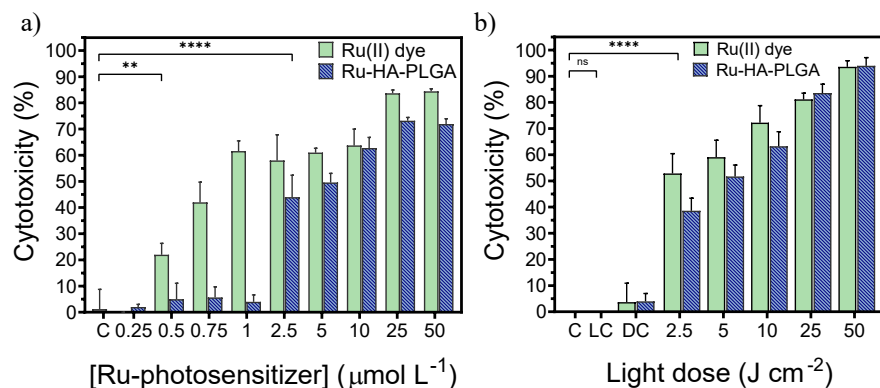 a)
****
**
Ru(II) dye
Ru-HA-PLGA
Cytotoxicity (%)
100
90
80
70
60
50
40
30
20
10
0
C 0.25 0.5 0.75 1 2.5 5 10 25 50
[Ru-photosensitizer] (μmol L⁻¹)
b)
****
ns
Ru(II) dye
Ru-HA-PLGA
Cytotoxicity (%)
100
90
80
70
60
50
40
30
20
10
0
C LC DC 2.5 5 10 25 50
Light dose (J cm⁻²)